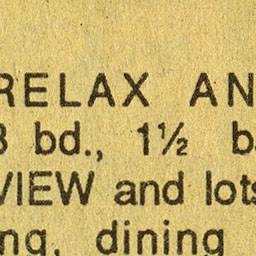 RELAX AN
3 bd., 1½ b
VIEW and lots
ng, dining